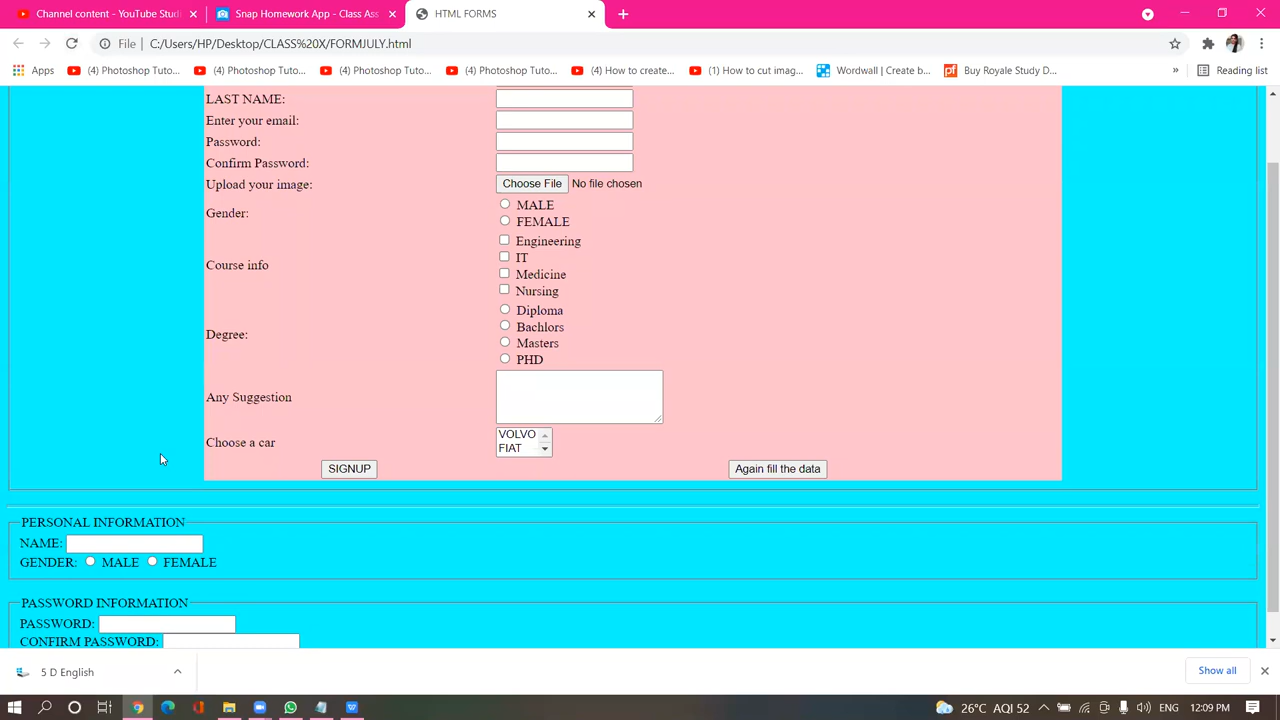 Channel content - YouTube Stud
Snap Homework App - Class Ass
HTML FORMS
File
C:/Users/HP/Desktop/CLASS%20X/FORMJULY.html
Apps
(4) Photoshop Tuto...
(4) Photoshop Tuto...
(4) Photoshop Tuto...
(4) How to create...
(1) How to cut imag...
Wordwall | Create b...
Buy Royale Study D...
»
Reading list
LAST NAME:
Enter your email:
Password:
Confirm Password:
Upload your image:
Choose File No file chosen
Gender:
MALE
FEMALE
Course info
Engineering
IT
Medicine
Nursing
Degree:
Diploma
Bachlors
Masters
PHD
Any Suggestion
Choose a car
VOLVO
FIAT
SIGNUP
Again fill the data
PERSONAL INFORMATION
NAME:
GENDER: MALE FEMALE
PASSWORD INFORMATION
PASSWORD:
CONFIRM PASSWORD:
5 D English
Show all
26°C AQI 52
ENG
12:09 PM